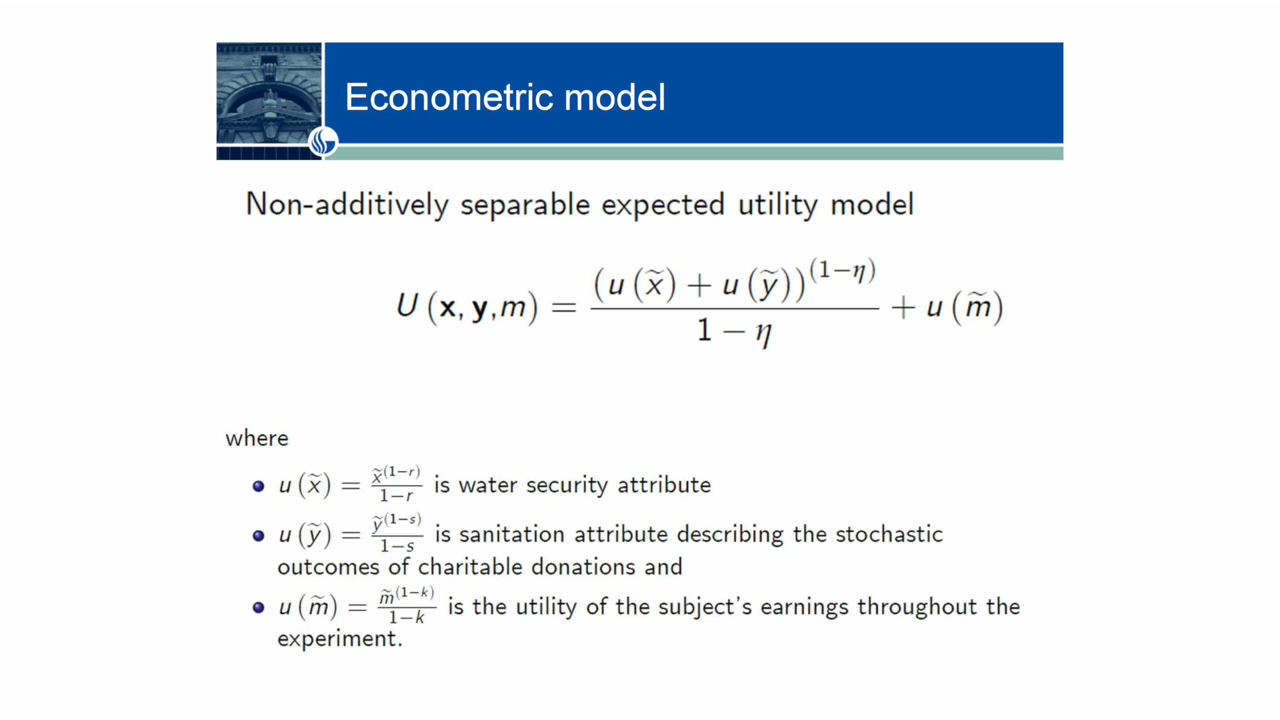 Econometric model
Non-additively separable expected utility model
U (x, y,m) = (u (x̃) + u (ỹ))^(1−η) / 1 − η + u (m̃)
where
u (x̃) = x̃^(1−r) / 1−r is water security attribute
u (ỹ) = ỹ^(1−s) / 1−s is sanitation attribute describing the stochastic
outcomes of charitable donations and
u (m̃) = m̃^(1−k) / 1−k is the utility of the subject's earnings throughout the
experiment.